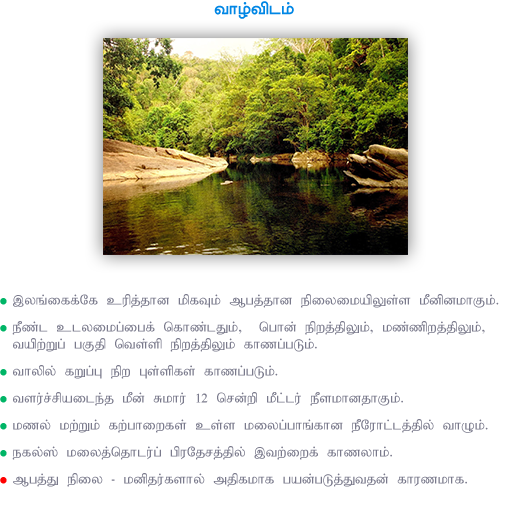 வாழ்விடம்
இலங்கைக்கே உரித்தான மிகவும் ஆபத்தான நிலைமையிலுள்ள மீனினமாகும்.
நீண்ட உடலமைப்பைக் கொண்டதும், பொன் நிறத்திலும், மண்ணிறத்திலும்,
வயிற்றுப் பகுதி வெள்ளி நிறத்திலும் காணப்படும்.
வாலில் கறுப்பு நிற புள்ளிகள் காணப்படும்.
வளர்ச்சியடைந்த மீன் சுமார் 12 சென்றி மீட்டர் நீளமானதாகும்.
மணல் மற்றும் கற்பாறைகள் உள்ள மலைப்பாங்கான நீரோட்டத்தில் வாழும்.
நகல்ஸ் மலைத்தொடர்ப் பிரதேசத்தில் இவற்றைக் காணலாம்.
ஆபத்து நிலை - மனிதர்களால் அதிகமாக பயன்படுத்துவதன் காரணமாக.